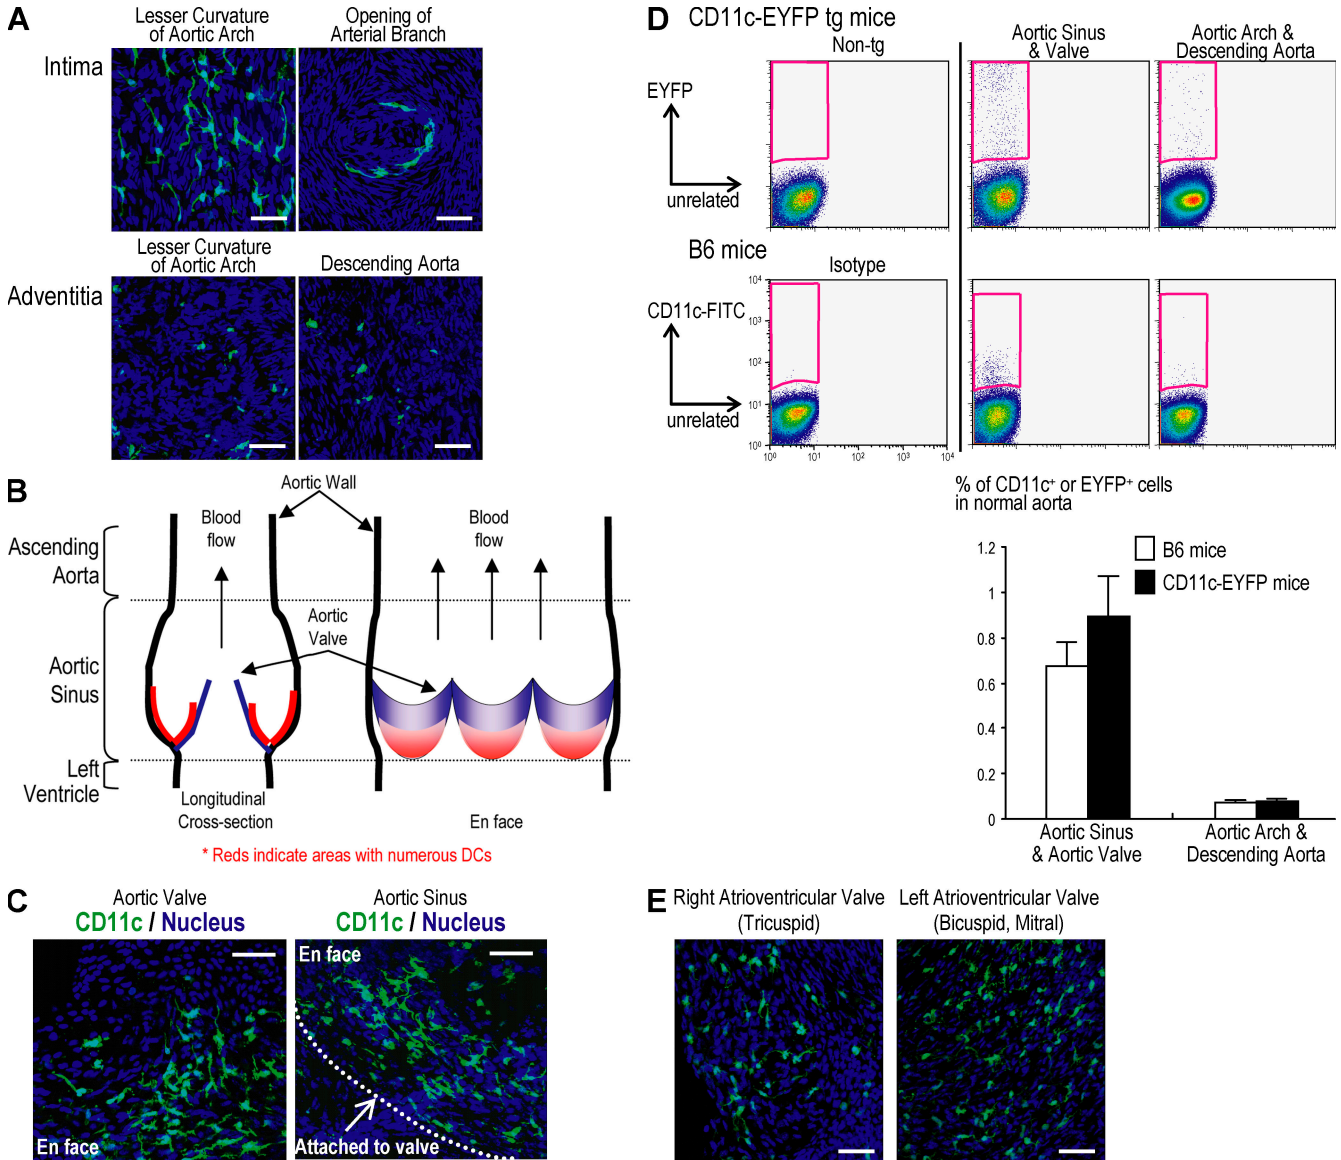 A
Lesser Curvature
of Aortic Arch
Opening of
Arterial Branch
Intima
Lesser Curvature
of Aortic Arch
Descending Aorta
Adventitia
B
Aortic Wall
Blood
flow
Blood
flow
Ascending
Aorta
Aortic
Valve
Aortic
Sinus
Left
Ventricle
Longitudinal
Cross-section
En face
* Reds indicate areas with numerous DCs
C
Aortic Valve
CD11c / Nucleus
En face
Aortic Sinus
CD11c / Nucleus
En face
Attached to valve
D
CD11c-EYFP tg mice
Non-tg
Aortic Sinus
& Valve
Aortic Arch &
Descending Aorta
EYFP
unrelated
B6 mice
Isotype
CD11c-FITC
unrelated
10⁴
10³
10²
10¹
10⁰
10⁰ 10¹ 10² 10³ 10⁴
% of CD11c⁺ or EYFP⁺ cells
in normal aorta
B6 mice
CD11c-EYFP mice
1.2
1
0.8
0.6
0.4
0.2
0
Aortic Sinus
& Aortic Valve
Aortic Arch &
Descending Aorta
E
Right Atrioventricular Valve
(Tricuspid)
Left Atrioventricular Valve
(Bicuspid, Mitral)